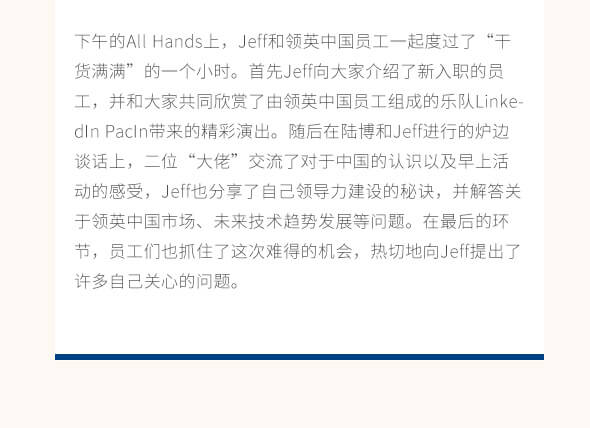 下午的All Hands上，Jeff和领英中国员工一起度过了“干
货满满”的一个小时。首先Jeff向大家介绍了新入职的员
工，并和大家共同欣赏了由领英中国员工组成的乐队Linke-
dIn PacIn带来的精彩演出。随后在陆博和Jeff进行的炉边
谈话上，二位“大佬”交流了对于中国的认识以及早上活
动的感受，Jeff也分享了自己领导力建设的秘诀，并解答关
于领英中国市场、未来技术趋势发展等问题。在最后的环
节，员工们也抓住了这次难得的机会，热切地向Jeff提出了
许多自己关心的问题。